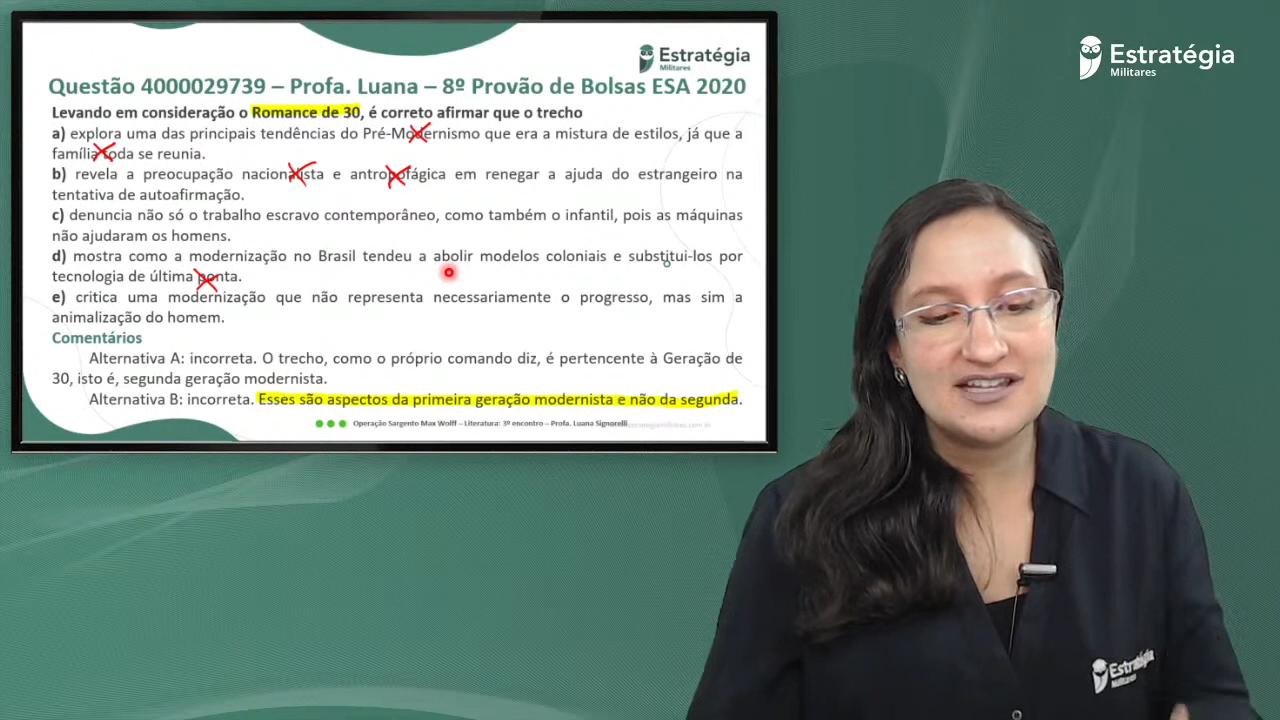 Estratégia
Militares
Estratégia
Militares
Questão 4000029739 – Profa. Luana – 8º Provão de Bolsas ESA 2020
Levando em consideração o Romance de 30, é correto afirmar que o trecho
a) explora uma das principais tendências do Pré-Modernismo que era a mistura de estilos, já que a
família toda se reunia.
b) revela a preocupação nacionalista e antropofágica em renegar a ajuda do estrangeiro na
tentativa de autoafirmação.
c) denuncia não só o trabalho escravo contemporâneo, como também o infantil, pois as máquinas
não ajudaram os homens.
d) mostra como a modernização no Brasil tendeu a abolir modelos coloniais e substitui-los por
tecnologia de última ponta.
e) critica uma modernização que não representa necessariamente o progresso, mas sim a
animalização do homem.
Comentários
Alternativa A: incorreta. O trecho, como o próprio comando diz, é pertencente à Geração de
30, isto é, segunda geração modernista.
Alternativa B: incorreta. Esses são aspectos da primeira geração modernista e não da segunda.
Operação Sargento Max Wolff – Literatura: 3º encontro – Profa. Luana Signorelli
Estratégia
Militares